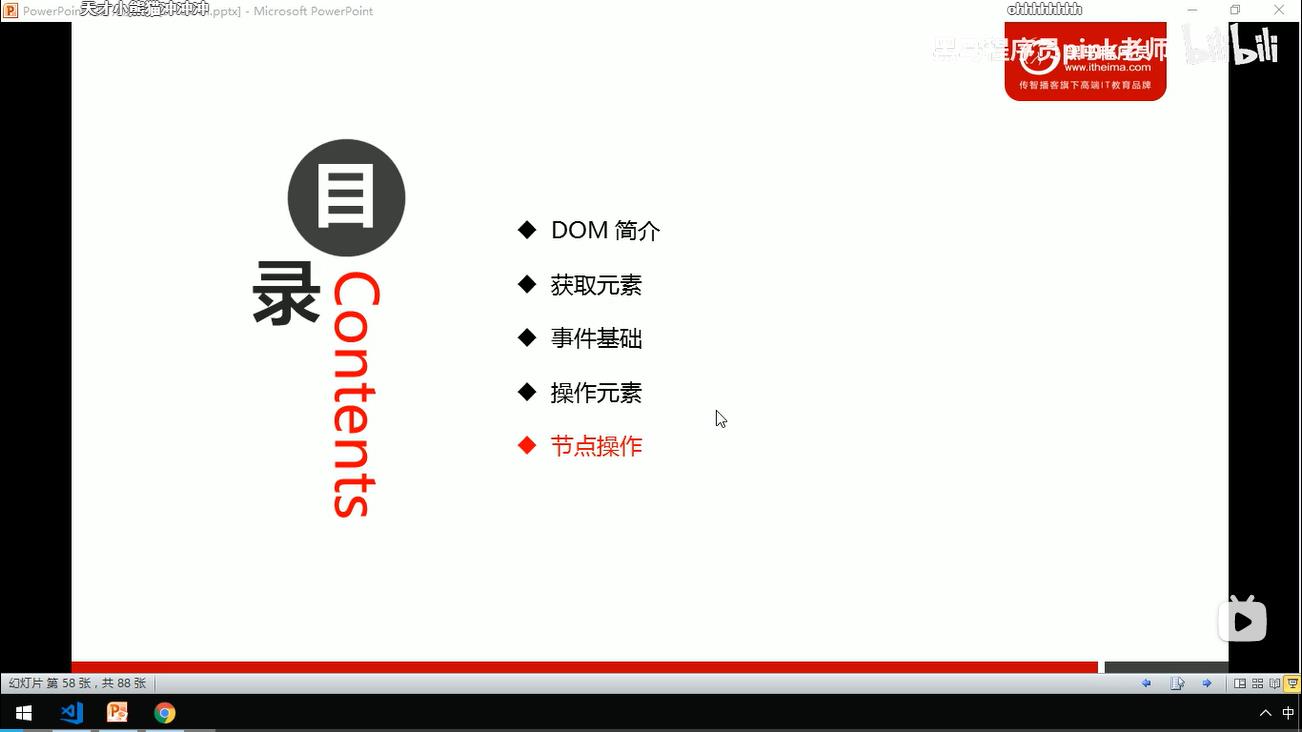 天才小熊猫冲冲冲
.pptx] - Microsoft PowerPoint
ohhhhhhhh
黑马程序员pink老师
bilibili
www.itheima.com
传智播客旗下高端IT教育品牌
目
录
Contents
DOM 简介
获取元素
事件基础
操作元素
节点操作
幻灯片 第 58 张，共 88 张
中